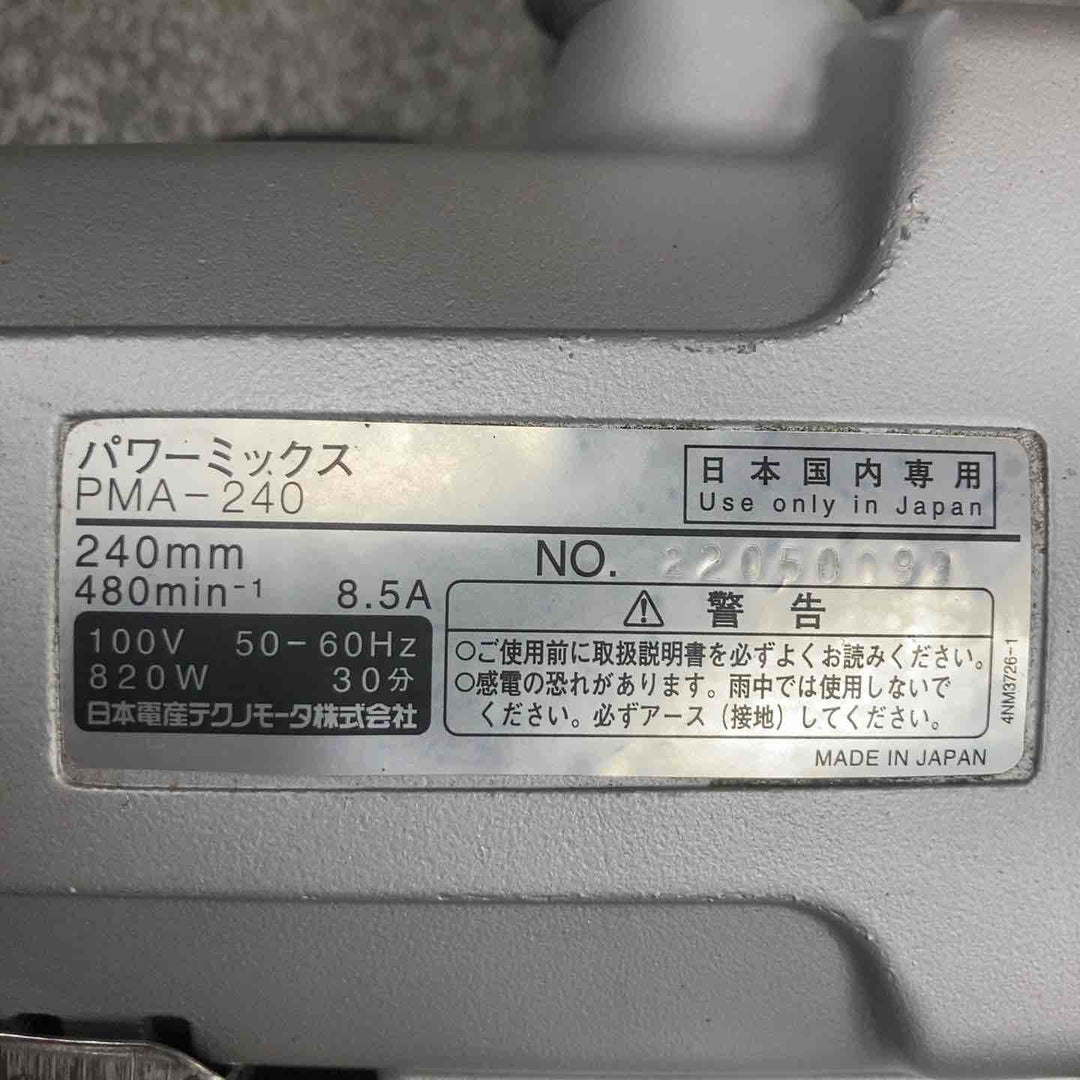 パワーミックス
PMA-240
日本国内専用
Use only in Japan
240mm
480min⁻¹ 8.5A
NO. 22050099
100V 50-60Hz
820W 30分
日本電産テクノモータ株式会社
⚠ 警告
○ご使用前に取扱説明書を必ずよくお読みください。
○感電の恐れがあります。雨中では使用しないで
ください。必ずアース（接地）してください。
4NM3726-1
MADE IN JAPAN